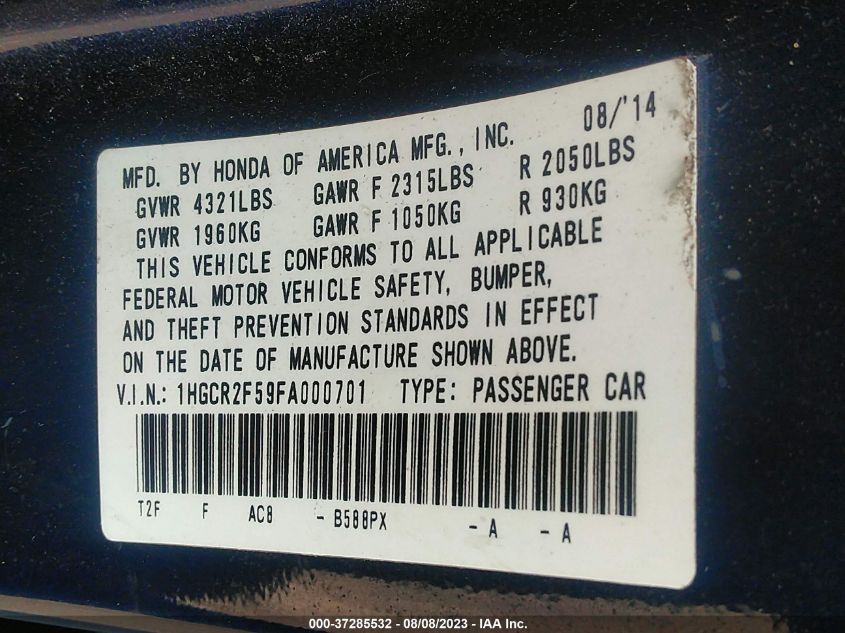 08/'14
MFD. BY HONDA OF AMERICA MFG., INC.
GVWR 4321LBS GAWR F 2315LBS R 2050LBS
GVWR 1960KG GAWR F 1050KG R 930KG
THIS VEHICLE CONFORMS TO ALL APPLICABLE
FEDERAL MOTOR VEHICLE SAFETY, BUMPER,
AND THEFT PREVENTION STANDARDS IN EFFECT
ON THE DATE OF MANUFACTURE SHOWN ABOVE.
V.I.N.: 1HGCR2F59FA000701 TYPE: PASSENGER CAR
T2F F AC8 - B588PX - A - A
000-37285532 - 08/08/2023 - IAA Inc.